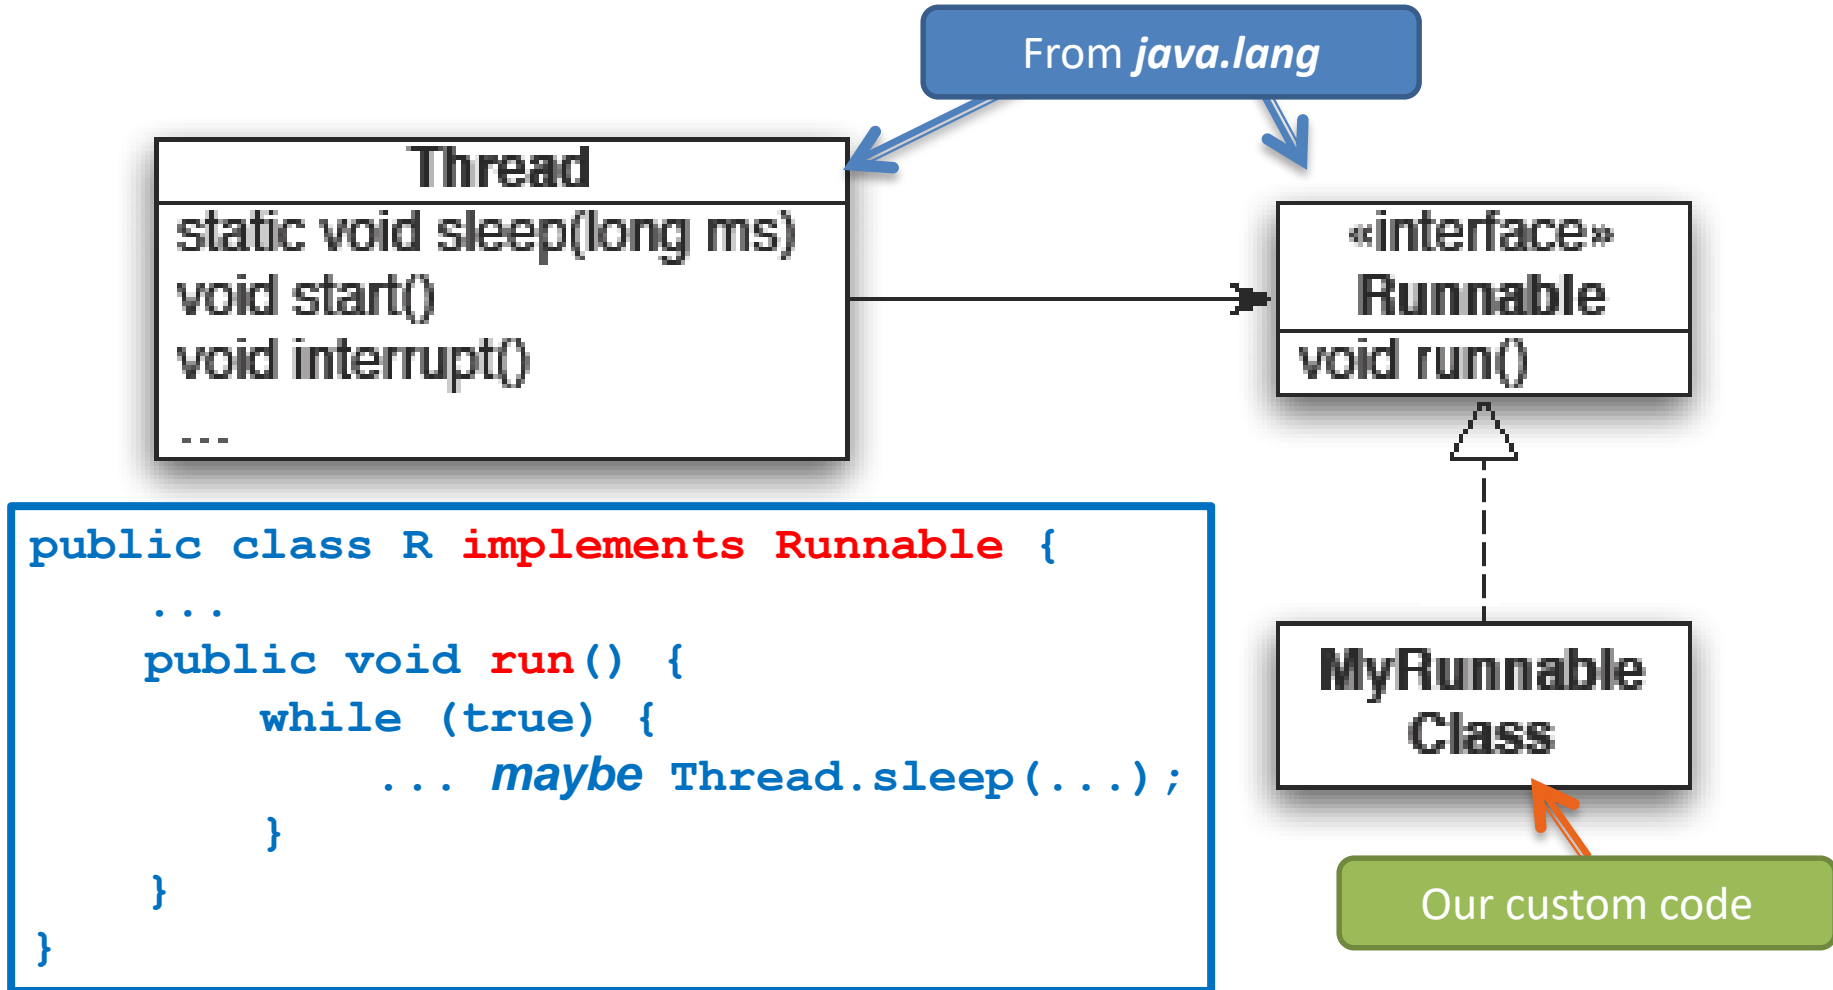 From java.lang
Thread
static void sleep(long ms)
void start()
void interrupt()
...
«interface»
Runnable
void run()
public class R implements Runnable {
...
public void run() {
while (true) {
... maybe Thread.sleep(...);
}
}
}
MyRunnable
Class
Our custom code